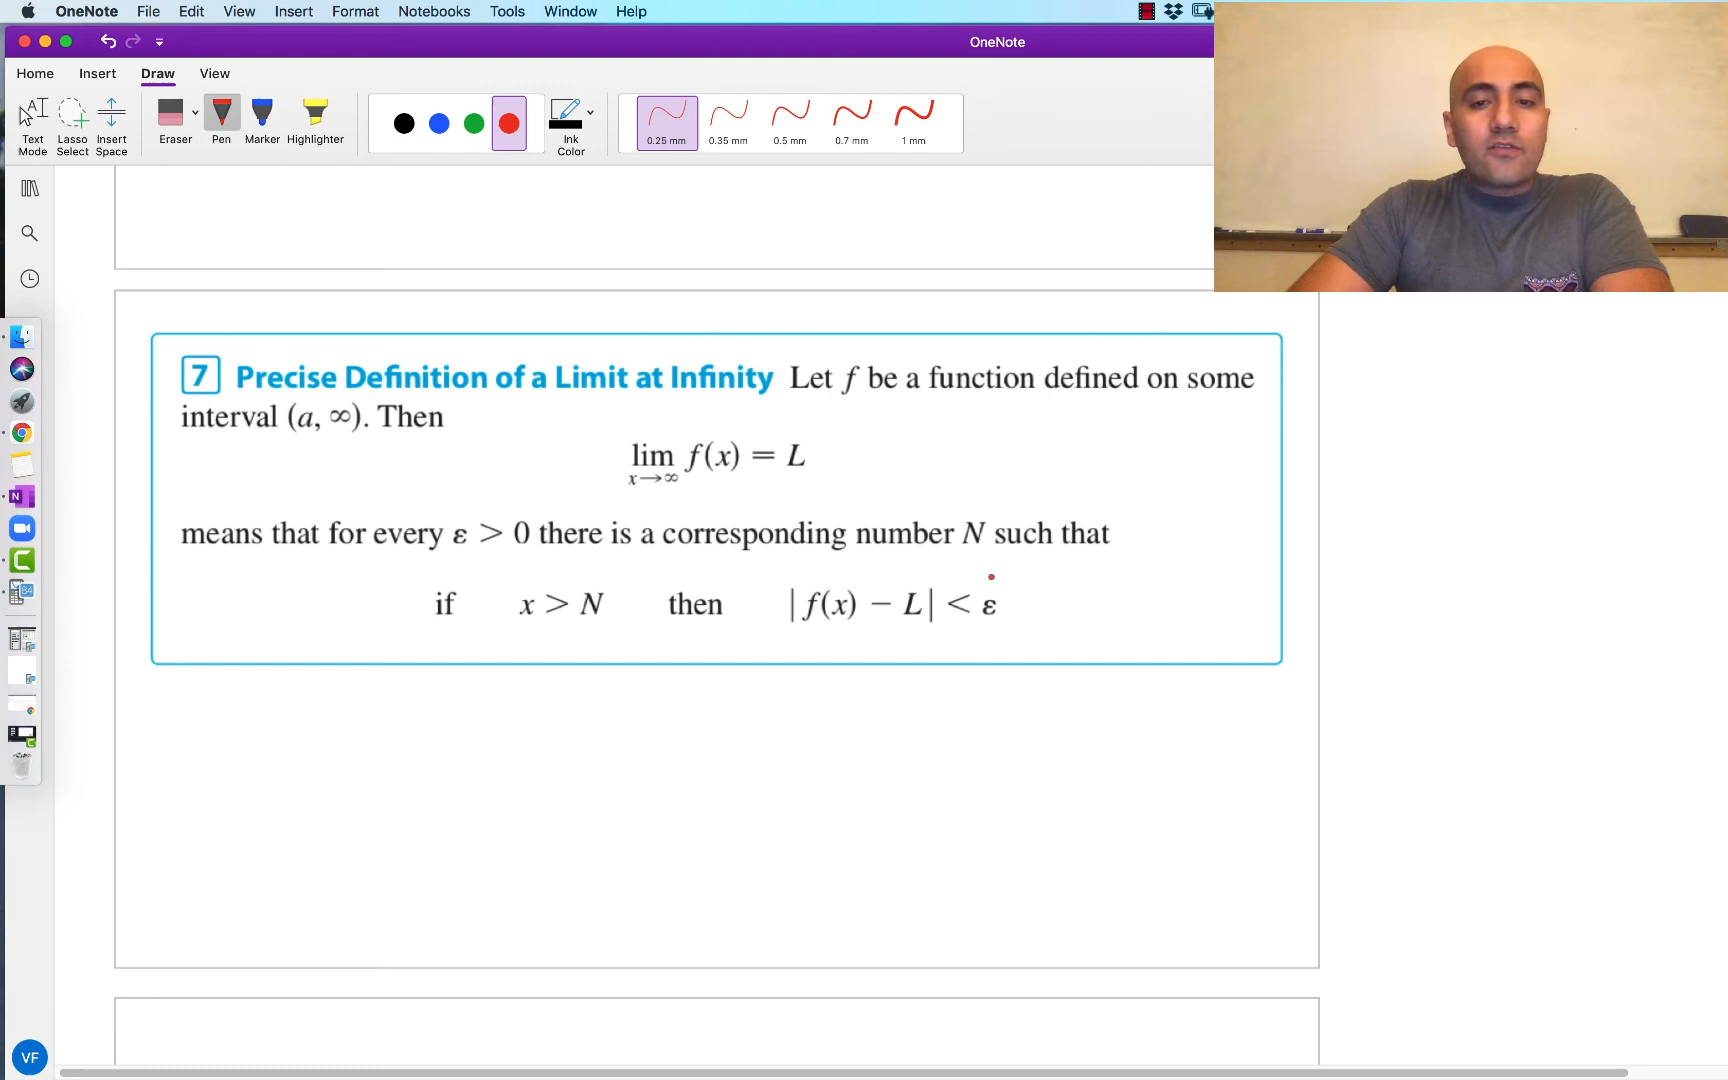 OneNote File Edit View Insert Format Notebooks Tools Window Help
OneNote
Home Insert Draw View
Text Mode Lasso Select Insert Space Eraser Pen Marker Highlighter Ink Color 0.25 mm 0.35 mm 0.5 mm 0.7 mm 1 mm
7 Precise Definition of a Limit at Infinity Let f be a function defined on some
interval (a, ∞). Then
lim f(x) = L
x→∞
means that for every ε > 0 there is a corresponding number N such that
if x > N then |f(x) − L| < ε
VF